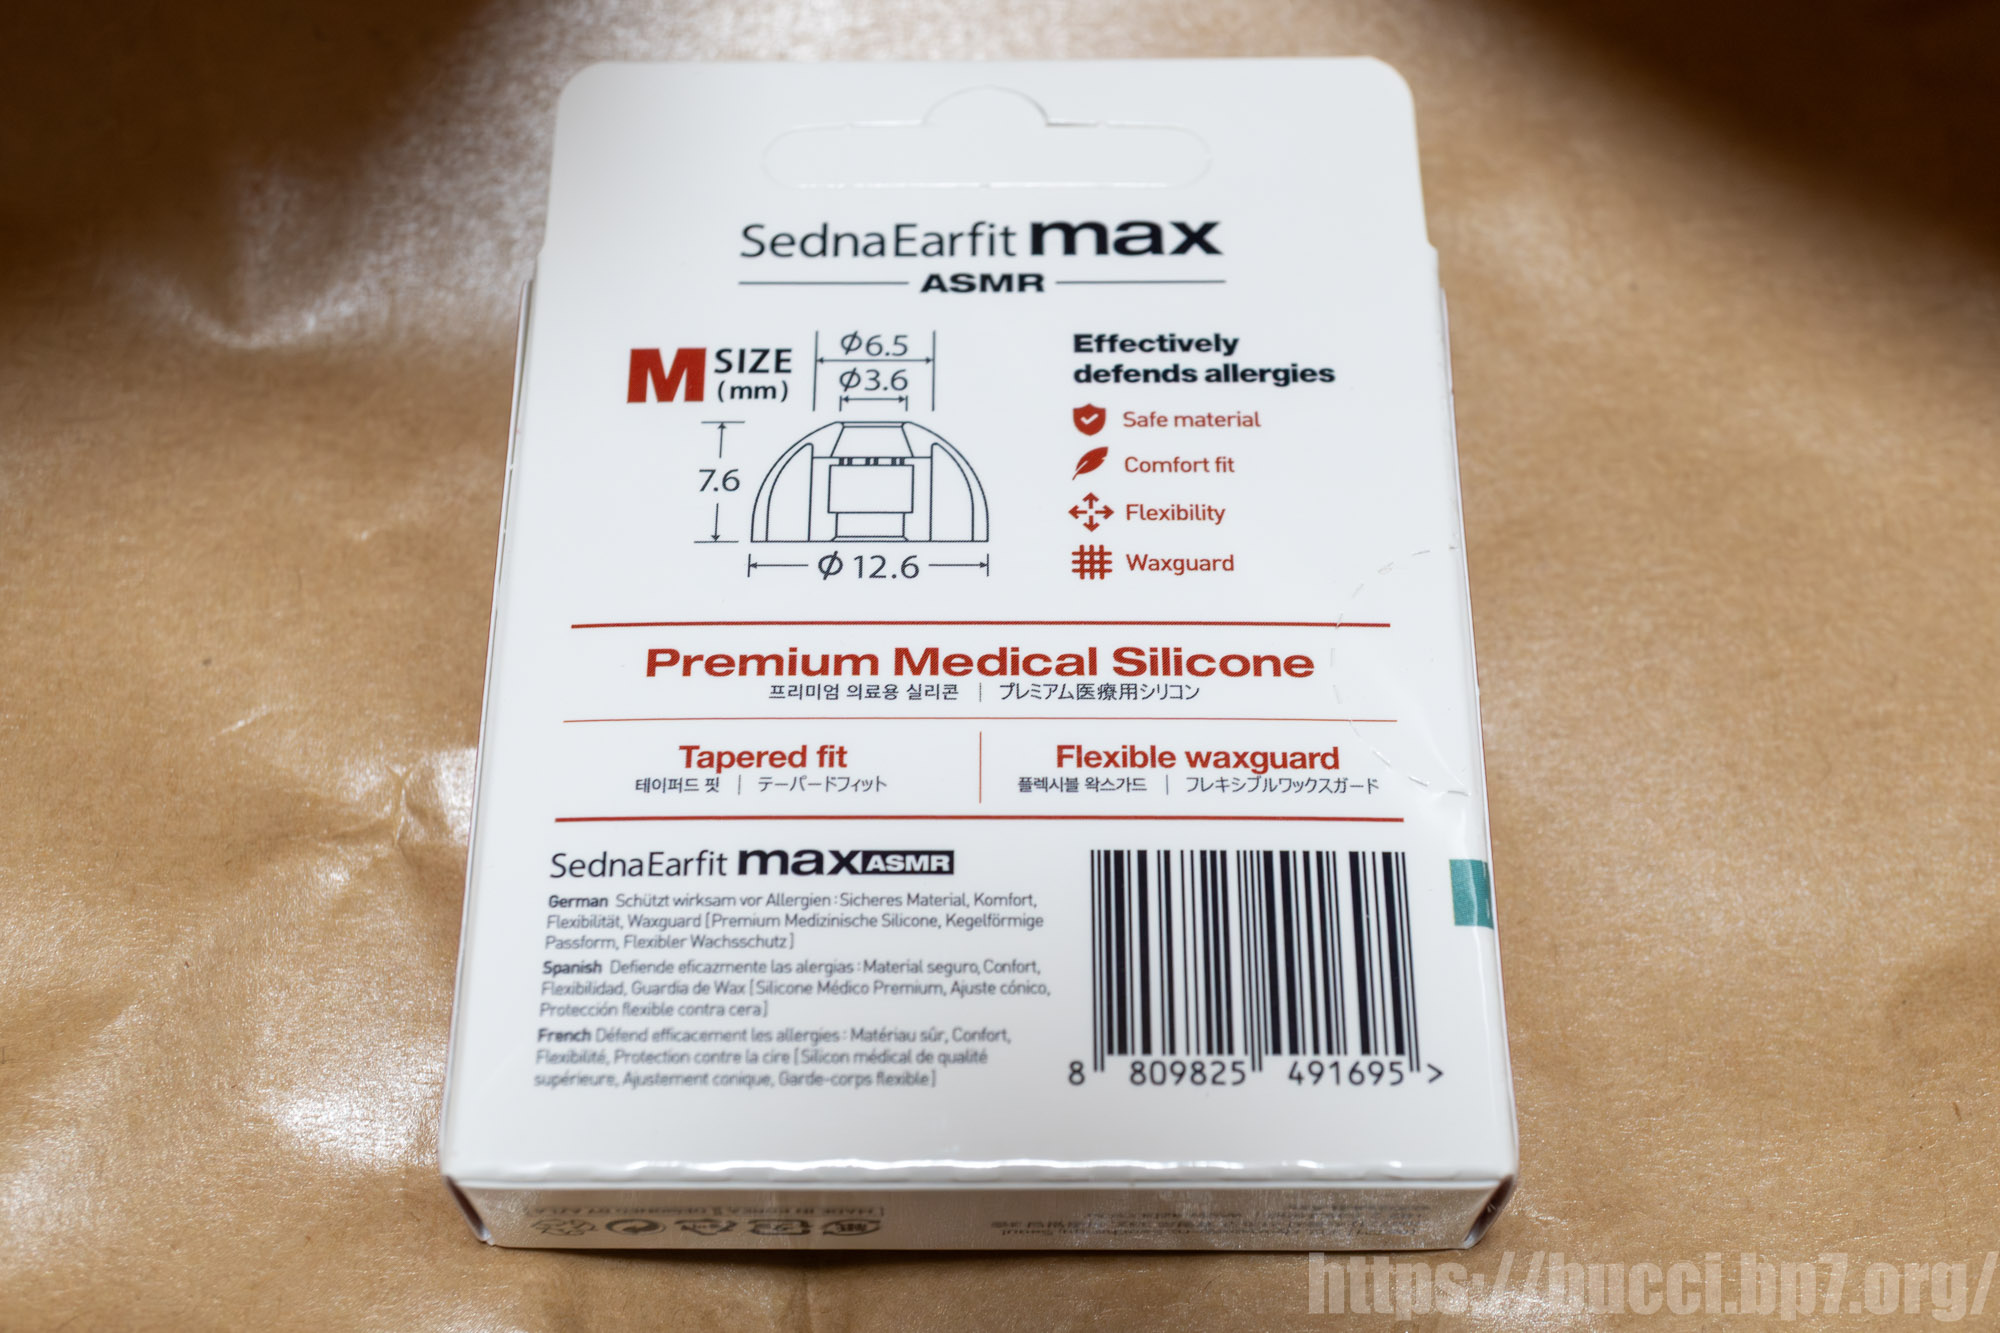 SednaEarfit max
ASMR
M SIZE
(mm)
Φ6.5
Φ3.6
7.6
Φ 12.6
Effectively
defends allergies
Safe material
Comfort fit
Flexibility
Waxguard
Premium Medical Silicone
프리미엄 의료용 실리콘 | プレミアム医療用シリコン
Tapered fit
테이퍼드 핏 | テーパードフィット
Flexible waxguard
플렉시블 왁스가드 | フレキシブルワックスガード
SednaEarfit max ASMR
German Schützt wirksam vor Allergien : Sicheres Material, Komfort,
Flexibilität, Waxguard [Premium Medizinische Silicone, Kegelförmige
Passform, Flexibler Wachsschutz]
Spanish Defiende eficazmente las alergias : Material seguro, Confort,
Flexibilidad, Guardia de Wax [Silicone Médico Premium, Ajuste cónico,
Protección flexible contra cera]
French Défend efficacement les allergies : Matériau sûr, Confort,
Flexibilité, Protection contre la cire [Silicon médical de qualité
supérieure, Ajustement conique, Garde-corps flexible]
8 809825 491695 >
https://bucci.bp7.org/